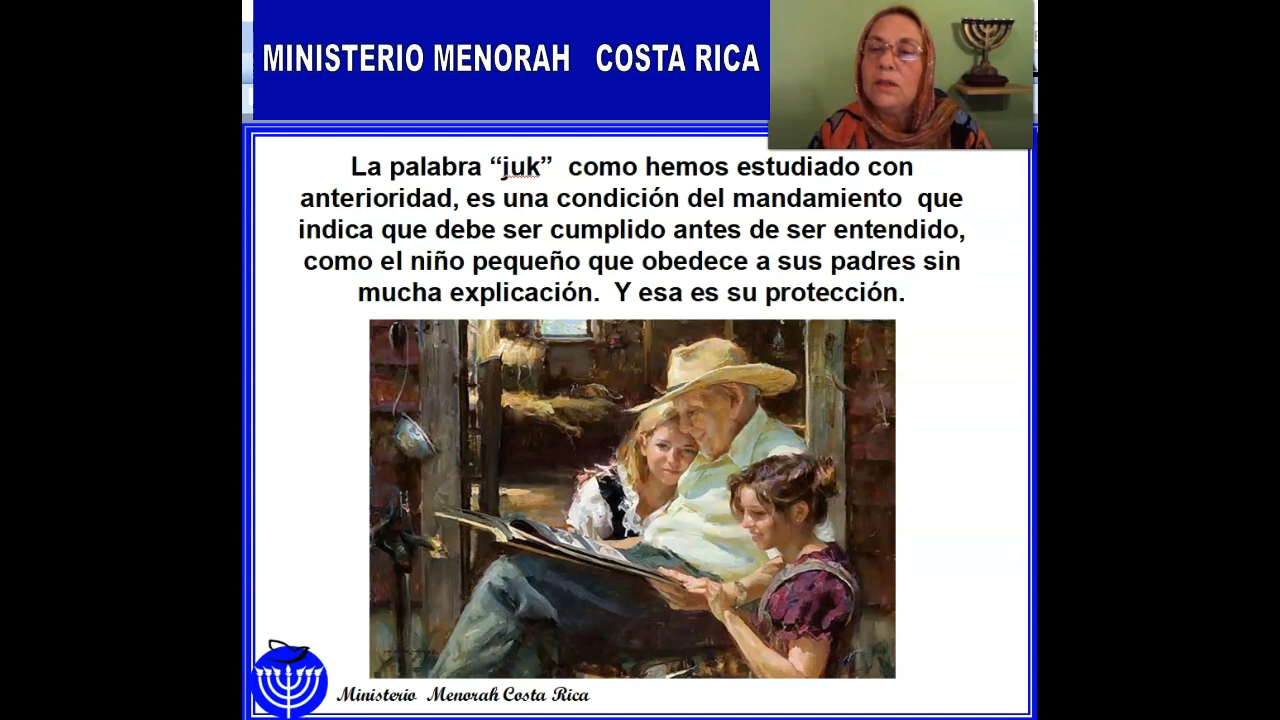 MINISTERIO MENORAH COSTA RICA
La palabra “juk” como hemos estudiado con
anterioridad, es una condición del mandamiento que
indica que debe ser cumplido antes de ser entendido,
como el niño pequeño que obedece a sus padres sin
mucha explicación. Y esa es su protección.
Ministerio Menorah Costa Rica